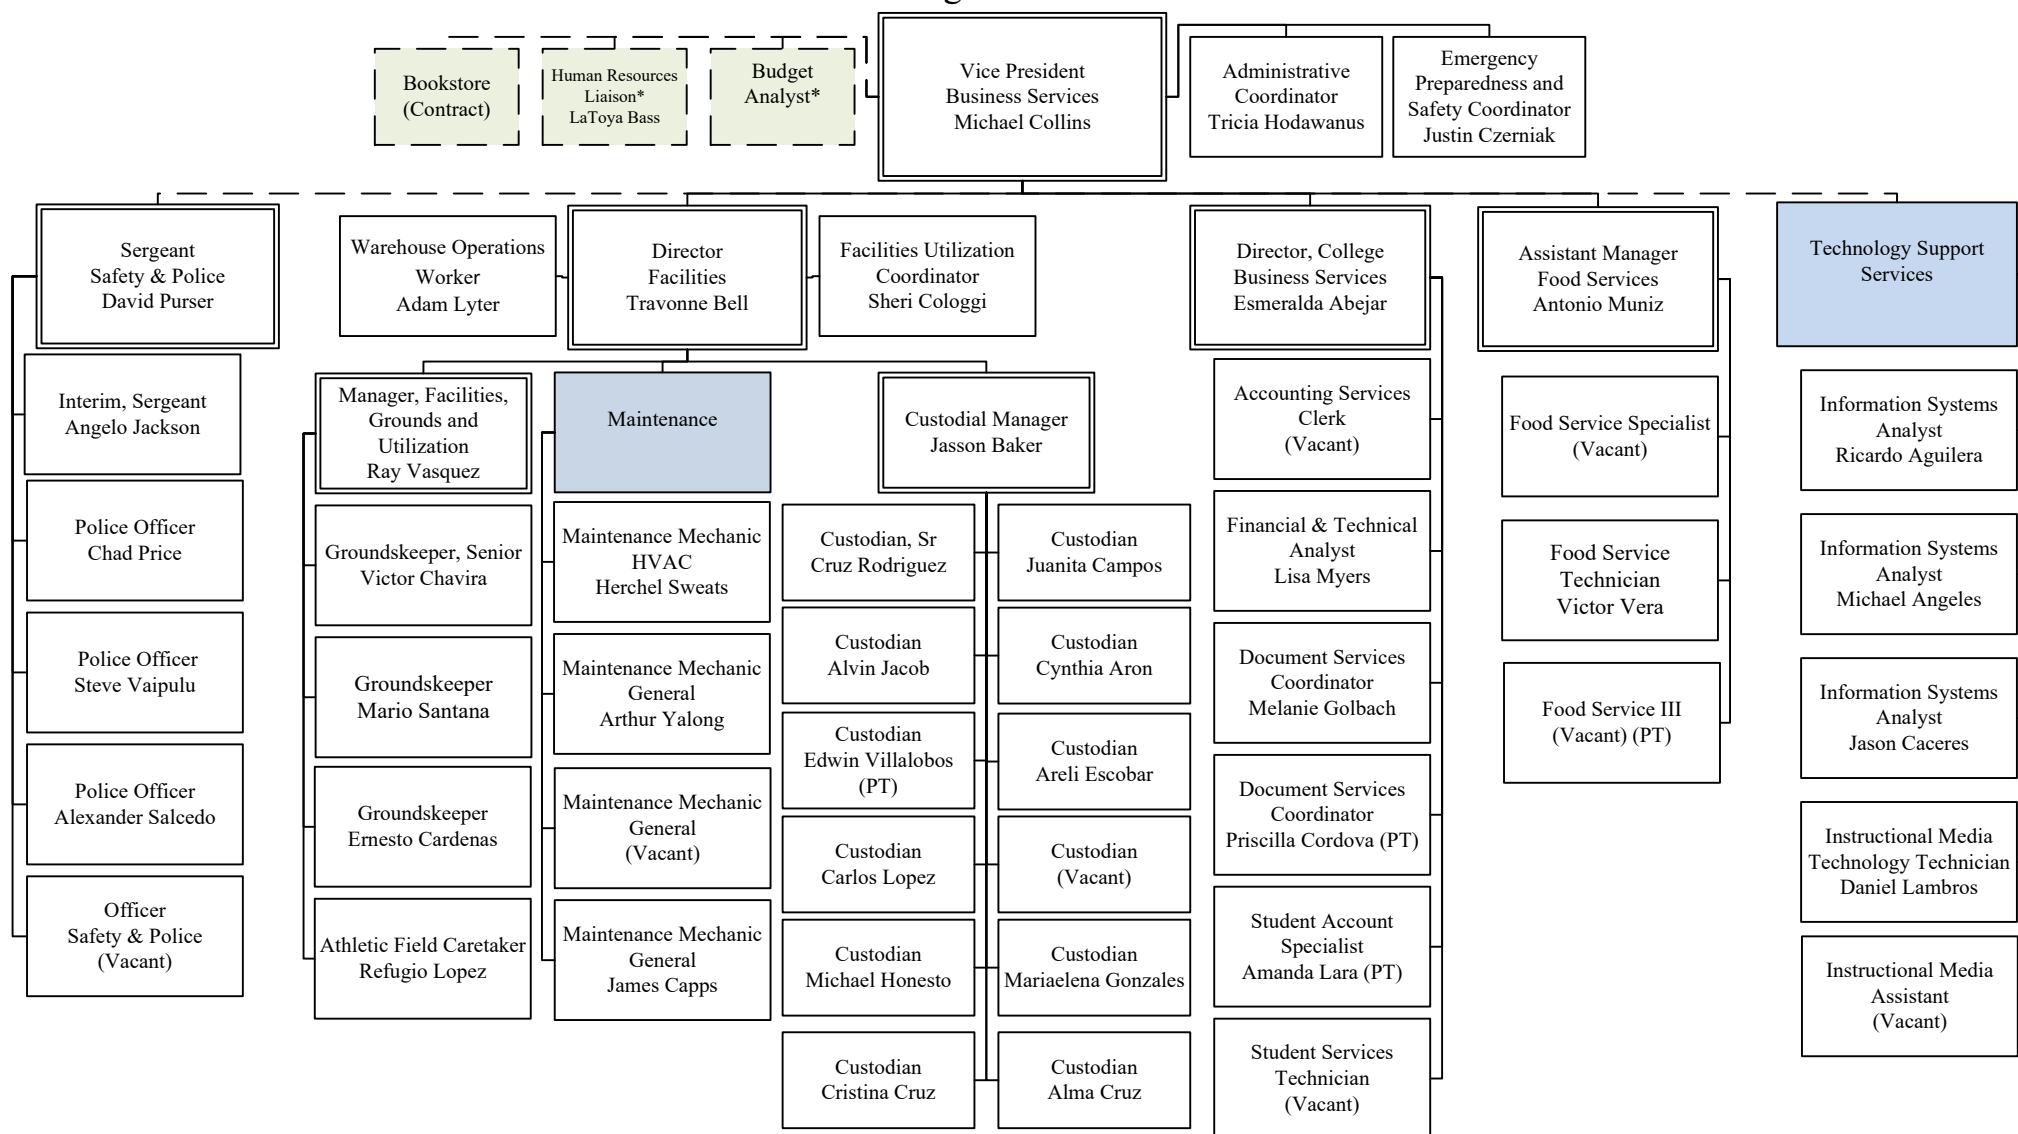 Bookstore
(Contract)
Human Resources
Liaison*
LaToya Bass
Budget
Analyst*
Vice President
Business Services
Michael Collins
Administrative
Coordinator
Tricia Hodawanus
Emergency
Preparedness and
Safety Coordinator
Justin Czerniak
Sergeant
Safety & Police
David Purser
Warehouse Operations
Worker
Adam Lyter
Director
Facilities
Travonne Bell
Facilities Utilization
Coordinator
Sheri Cologgi
Director, College
Business Services
Esmeralda Abejar
Assistant Manager
Food Services
Antonio Muniz
Technology Support
Services
Interim, Sergeant
Angelo Jackson
Police Officer
Chad Price
Police Officer
Steve Vaipulu
Police Officer
Alexander Salcedo
Officer
Safety & Police
(Vacant)
Manager, Facilities,
Grounds and
Utilization
Ray Vasquez
Groundskeeper, Senior
Victor Chavira
Groundskeeper
Mario Santana
Groundskeeper
Ernesto Cardenas
Athletic Field Caretaker
Refugio Lopez
Maintenance
Maintenance Mechanic
HVAC
Herchel Sweats
Maintenance Mechanic
General
Arthur Yalong
Maintenance Mechanic
General
(Vacant)
Maintenance Mechanic
General
James Capps
Custodial Manager
Jasson Baker
Custodian, Sr
Cruz Rodriguez
Custodian
Juanita Campos
Custodian
Alvin Jacob
Custodian
Cynthia Aron
Custodian
Edwin Villalobos
(PT)
Custodian
Areli Escobar
Custodian
Carlos Lopez
Custodian
(Vacant)
Custodian
Michael Honesto
Custodian
Mariaelena Gonzales
Custodian
Cristina Cruz
Custodian
Alma Cruz
Accounting Services
Clerk
(Vacant)
Financial & Technical
Analyst
Lisa Myers
Document Services
Coordinator
Melanie Golbach
Document Services
Coordinator
Priscilla Cordova (PT)
Student Account
Specialist
Amanda Lara (PT)
Student Services
Technician
(Vacant)
Food Service Specialist
(Vacant)
Food Service
Technician
Victor Vera
Food Service III
(Vacant) (PT)
Information Systems
Analyst
Ricardo Aguilera
Information Systems
Analyst
Michael Angeles
Information Systems
Analyst
Jason Caceres
Instructional Media
Technology Technician
Daniel Lambros
Instructional Media
Assistant
(Vacant)